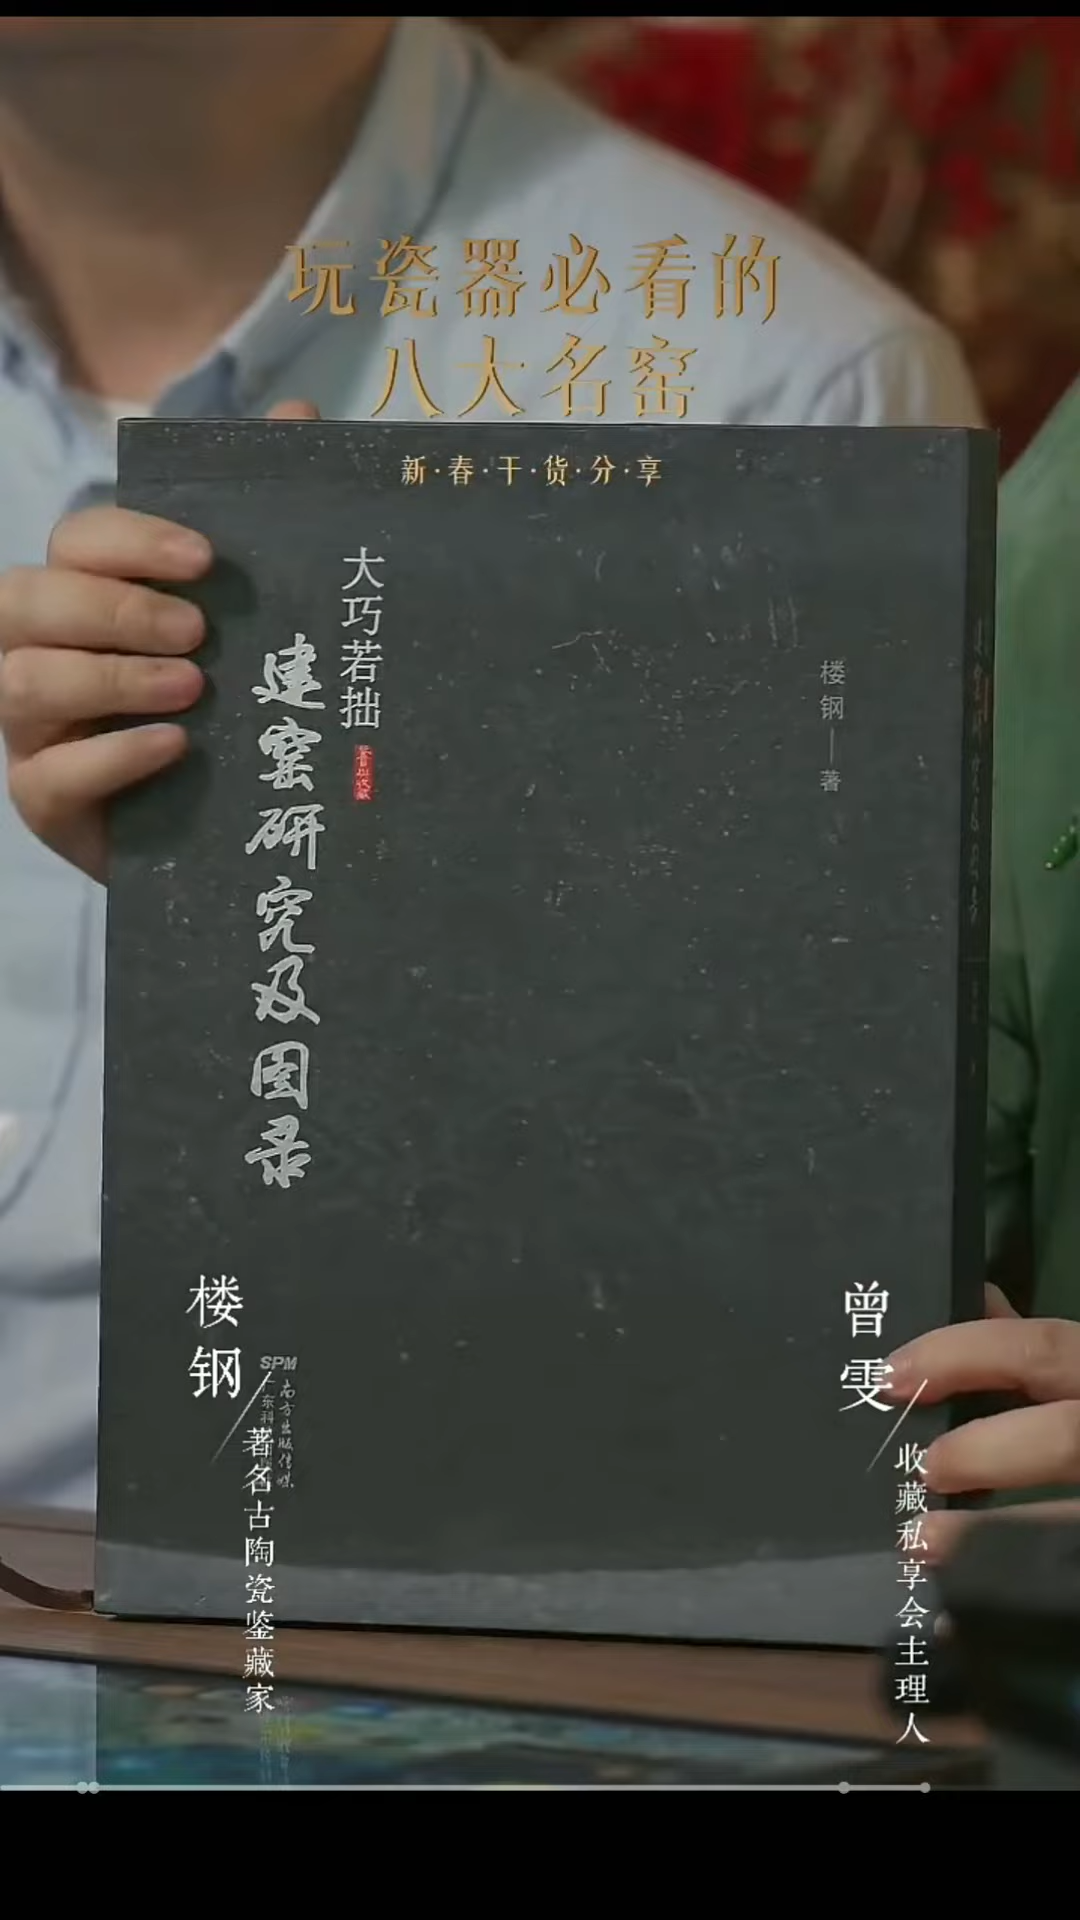 玩瓷器必看的
八大名窑
新·春·干·货·分·享
大巧若拙
建窑研究及图录
楼钢 著
楼钢
著名古陶瓷鉴藏家
SPM
南方出版传媒
曾雯
收藏私享会主理人